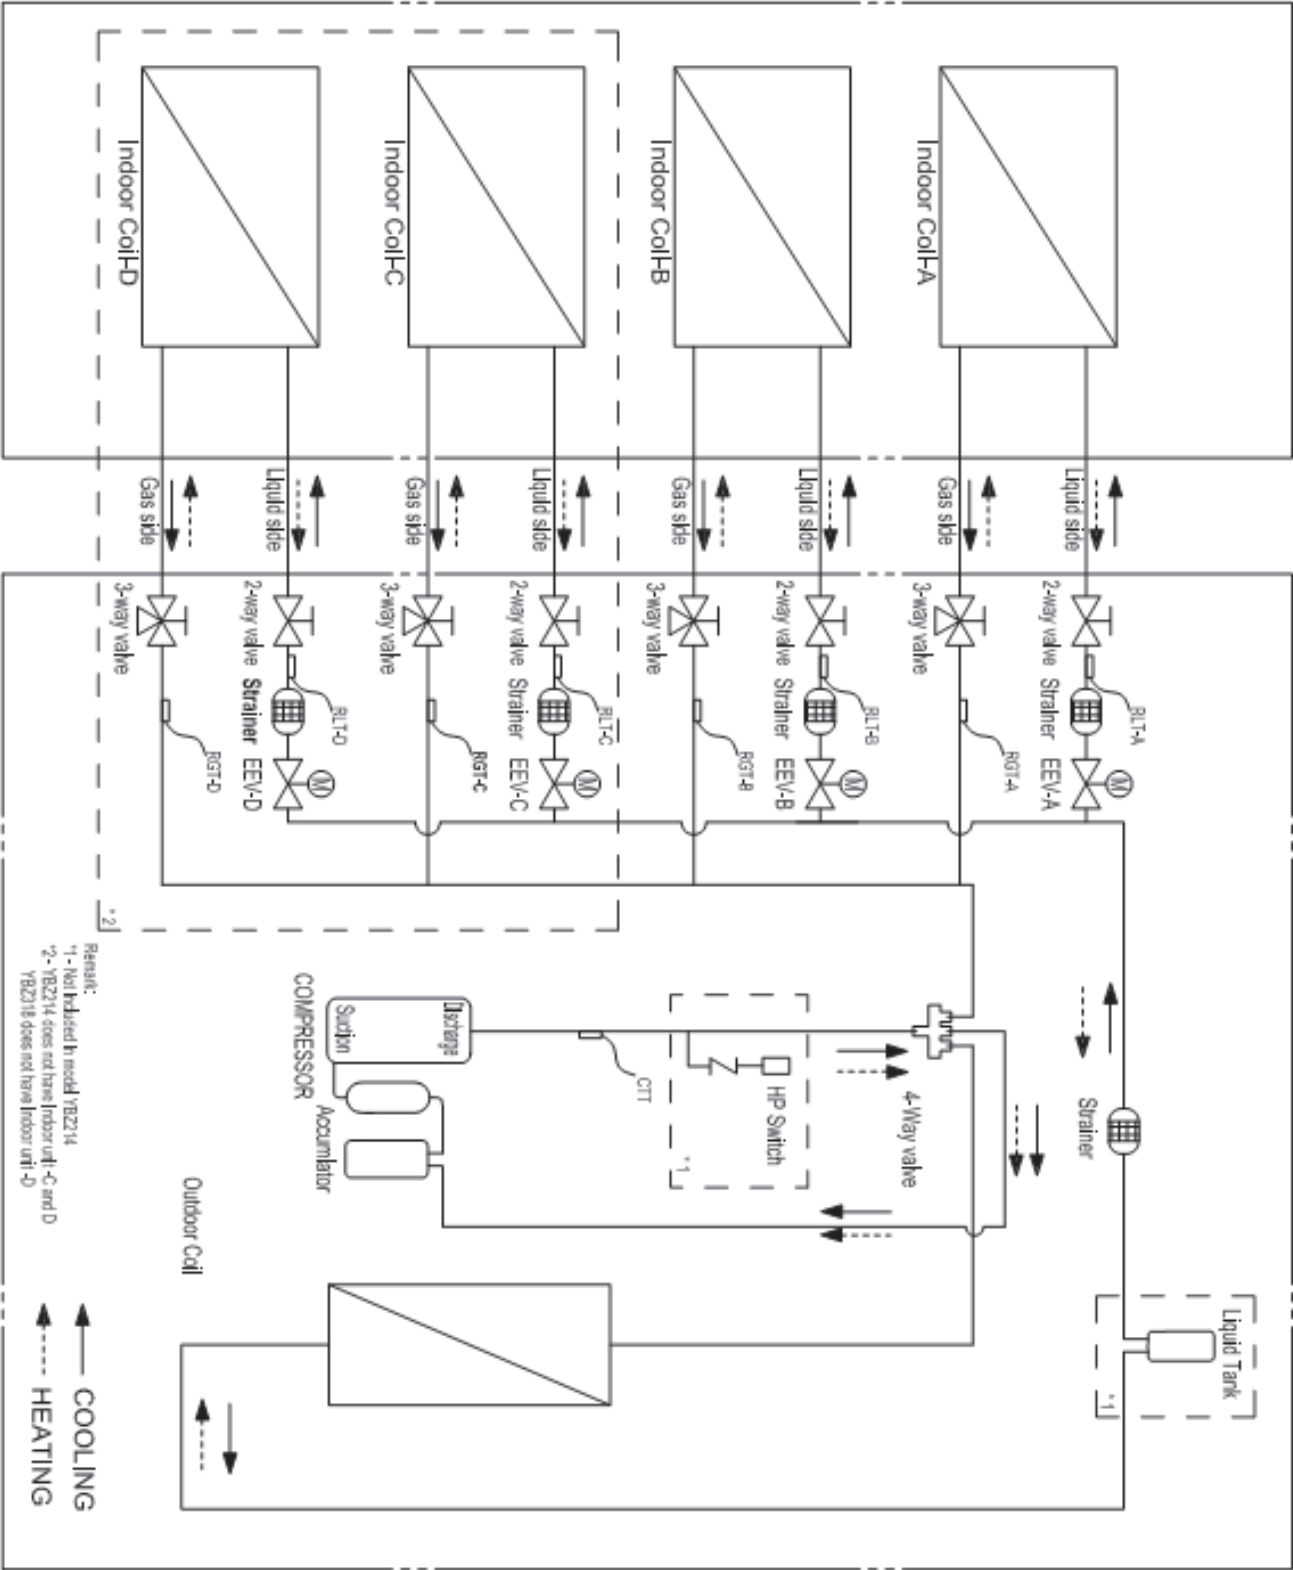 Indoor Coil-A
Indoor Coil-B
Indoor Coil-C
Indoor Coil-D
Liquid side
Gas side
Liquid side
Gas side
Liquid side
Gas side
Liquid side
Gas side
2-way valve
Strainer
EEV-A
RLT-A
M
3-way valve
RGT-A
2-way valve
Strainer
EEV-B
RLT-B
M
3-way valve
RGT-B
2-way valve
Strainer
EEV-C
RLT-C
M
3-way valve
RGT-C
2-way valve
Strainer
EEV-D
RLT-D
M
3-way valve
RGT-D
*2
Strainer
Liquid Tank
*1
4-Way valve
HP Switch
*1
CTT
Discharge
Suction
COMPRESSOR
Accumlator
Outdoor Coil
Remark:
*1 - Not Included in model YBZ214
*2 - YBZ214 does not have Indoor unit -C and D
YBZ318 does not have Indoor unit -D
COOLING
HEATING